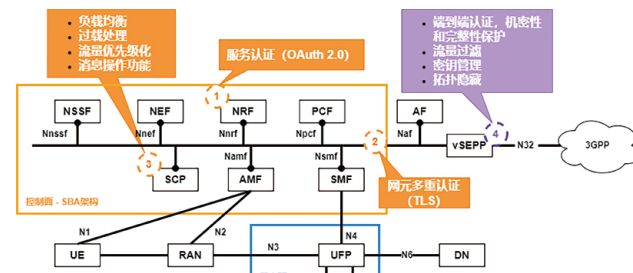 负载均衡
过载处理
流量优先级化
消息操作功能
服务认证（OAuth 2.0）
端到端认证，机密性
和完整性保护
流量过滤
密钥管理
拓扑隐藏
1
NSSF
NEF
NRF
PCF
AF
Nnssf
Nnef
Nnrf
Npcf
Naf
2
vSEPP
4
N32
3GPP
3
Namf
Nsmf
SCP
AMF
SMF
网元多重认证
（TLS）
控制面 - SBA架构
N1
N2
N4
UE
RAN
N3
UFP
N6
DN